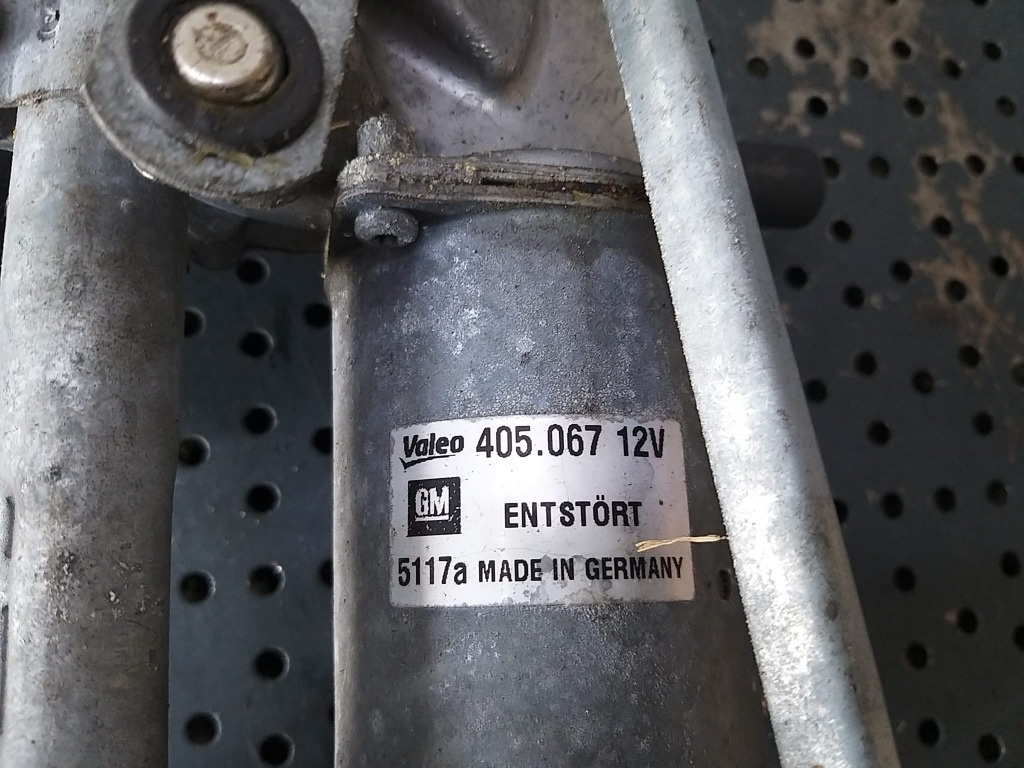 Valeo 405.067 12V
GM ENTSTÖRT
5117a MADE IN GERMANY